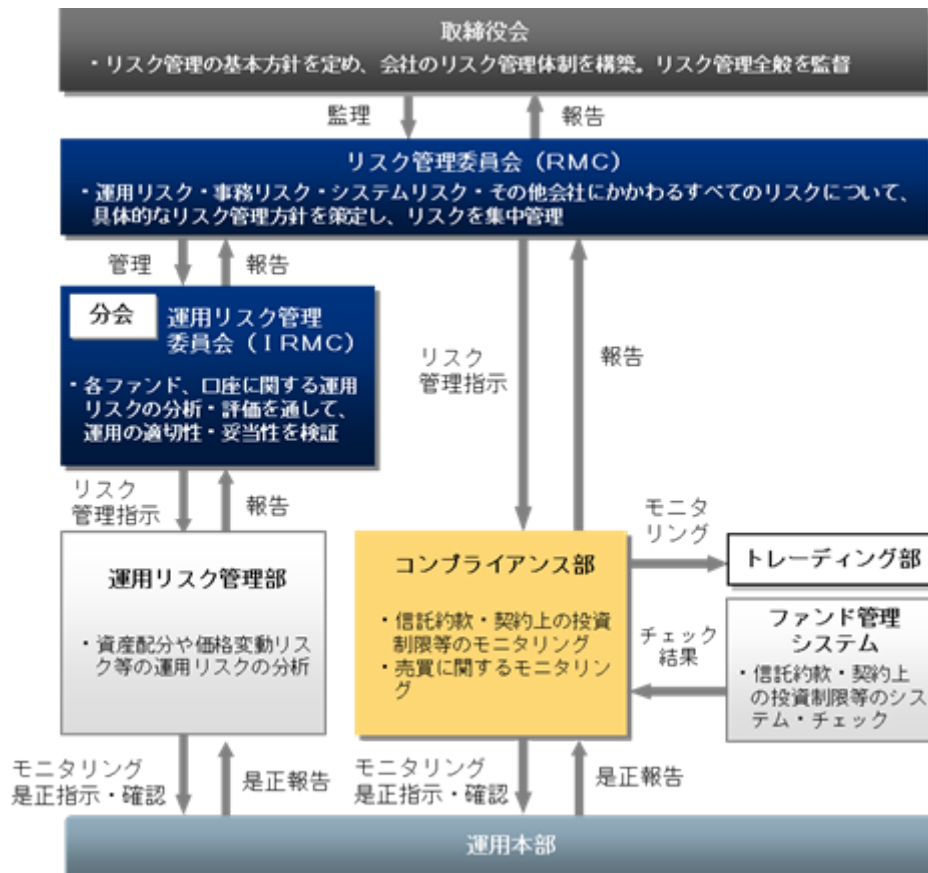 取締役会
・リスク管理の基本方針を定め、会社のリスク管理体制を構築。リスク管理全般を監督
監理
報告
リスク管理委員会（RMC）
・運用リスク・事務リスク・システムリスク・その他会社にかかわるすべてのリスクについて、
具体的なリスク管理方針を策定し、リスクを集中管理
管理
報告
分会
運用リスク管理
委員会（IRMC）
・各ファンド、口座に関する運用
リスクの分析・評価を通して、
運用の適切性・妥当性を検証
リスク
管理指示
報告
リスク
管理指示
報告
運用リスク管理部
・資産配分や価格変動リス
ク等の運用リスクの分析
コンプライアンス部
・信託約款・契約上の投資
制限等のモニタリング
・売買に関するモニタリン
グ
モニタ
リング
トレーディング部
チェック
結果
ファンド管理
システム
・信託約款・契約上
の投資制限等のシス
テム・チェック
モニタリング
是正指示・確認
是正報告
モニタリング
是正指示・確認
是正報告
運用本部